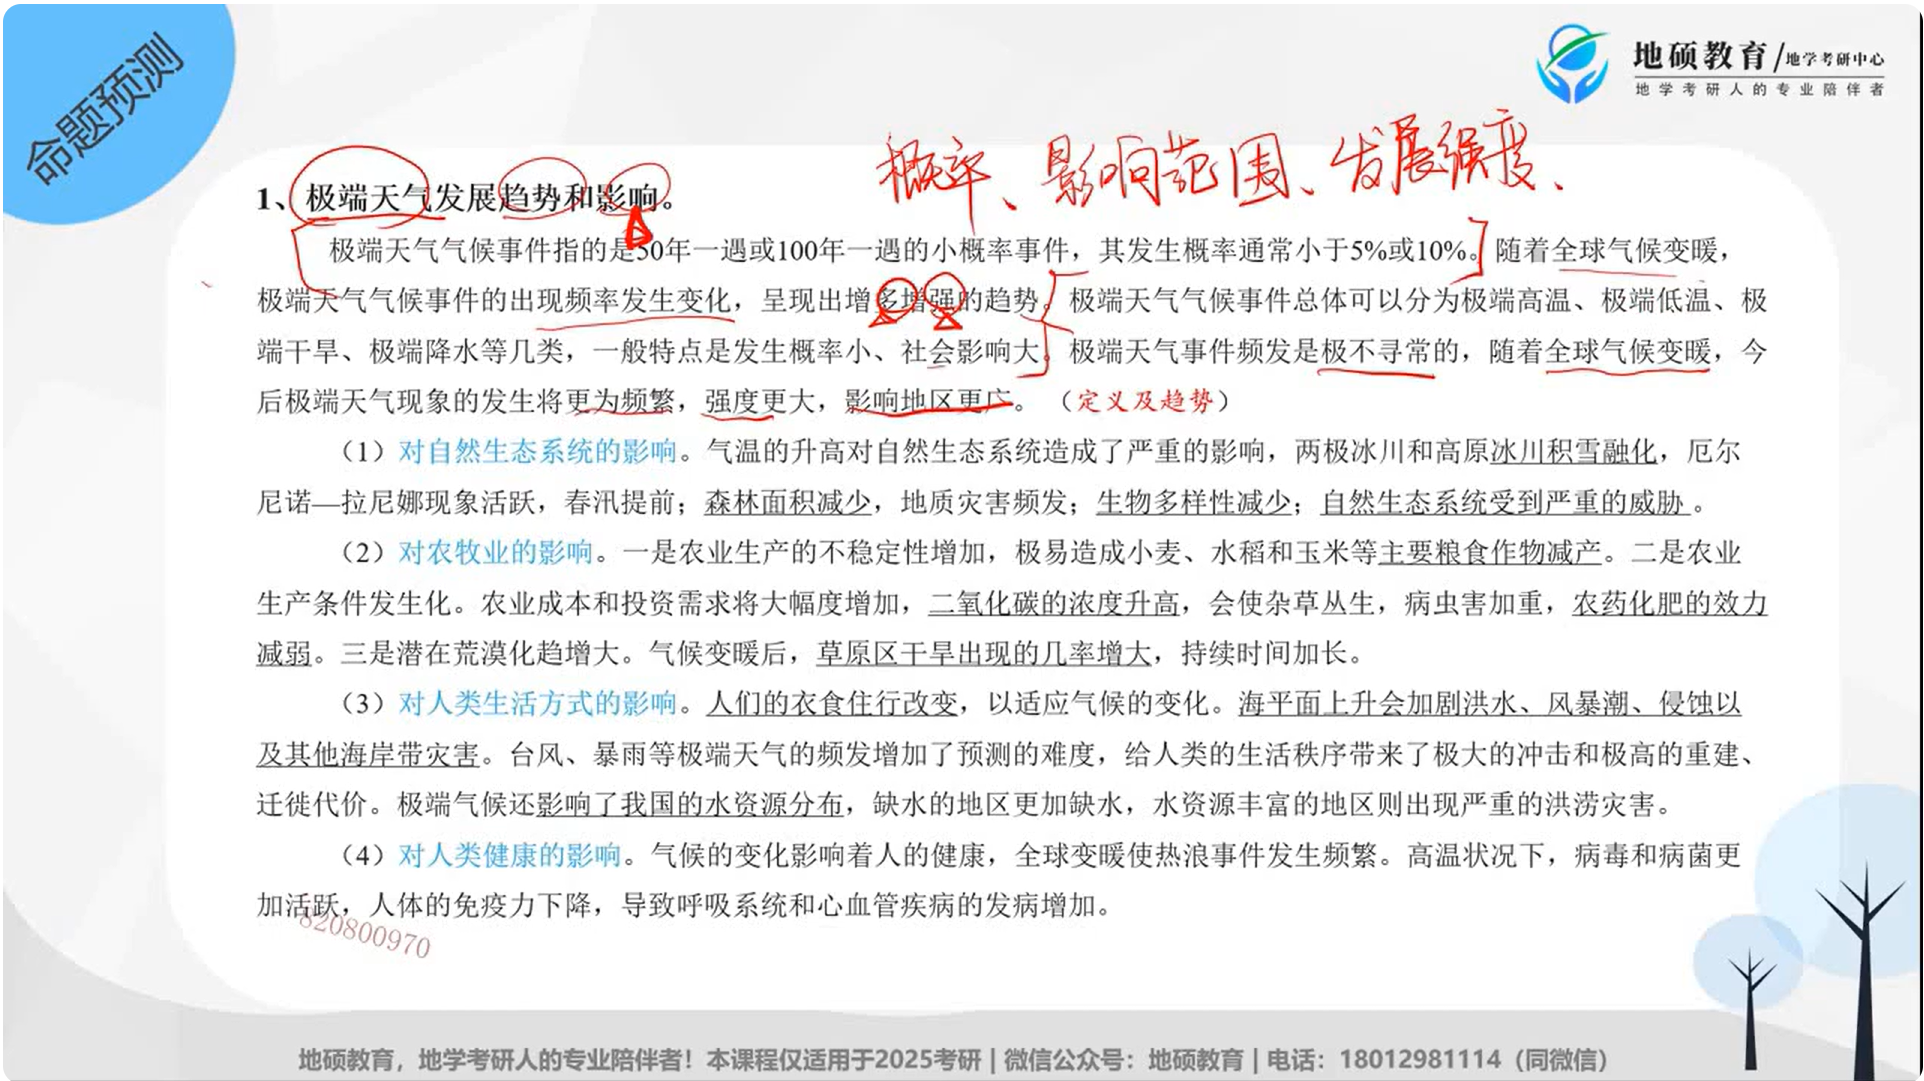 命题预测
地硕教育/地学考研中心
地学考研人的专业陪伴者
概率、影响范围、发展强度、
1、极端天气发展趋势和影响。
极端天气气候事件指的是50年一遇或100年一遇的小概率事件，其发生概率通常小于5%或10%。随着全球气候变暖，
极端天气气候事件的出现频率发生变化，呈现出增多增强的趋势。极端天气气候事件总体可以分为极端高温、极端低温、极
端干旱、极端降水等几类，一般特点是发生概率小、社会影响大。极端天气事件频发是极不寻常的，随着全球气候变暖，今
后极端天气现象的发生将更为频繁，强度更大，影响地区更广。（定义及趋势）
（1）对自然生态系统的影响。气温的升高对自然生态系统造成了严重的影响，两极冰川和高原冰川积雪融化，厄尔
尼诺—拉尼娜现象活跃，春汛提前；森林面积减少，地质灾害频发；生物多样性减少；自然生态系统受到严重的威胁 。
（2）对农牧业的影响。一是农业生产的不稳定性增加，极易造成小麦、水稻和玉米等主要粮食作物减产。二是农业
生产条件发生化。农业成本和投资需求将大幅度增加，二氧化碳的浓度升高，会使杂草丛生，病虫害加重，农药化肥的效力
减弱。三是潜在荒漠化趋增大。气候变暖后，草原区干旱出现的几率增大，持续时间加长。
（3）对人类生活方式的影响。人们的衣食住行改变，以适应气候的变化。海平面上升会加剧洪水、风暴潮、侵蚀以
及其他海岸带灾害。台风、暴雨等极端天气的频发增加了预测的难度，给人类的生活秩序带来了极大的冲击和极高的重建、
迁徙代价。极端气候还影响了我国的水资源分布，缺水的地区更加缺水，水资源丰富的地区则出现严重的洪涝灾害。
（4）对人类健康的影响。气候的变化影响着人的健康，全球变暖使热浪事件发生频繁。高温状况下，病毒和病菌更
加活跃，人体的免疫力下降，导致呼吸系统和心血管疾病的发病增加。
820800970
地硕教育，地学考研人的专业陪伴者！本课程仅适用于2025考研 | 微信公众号：地硕教育 | 电话：18012981114（同微信）